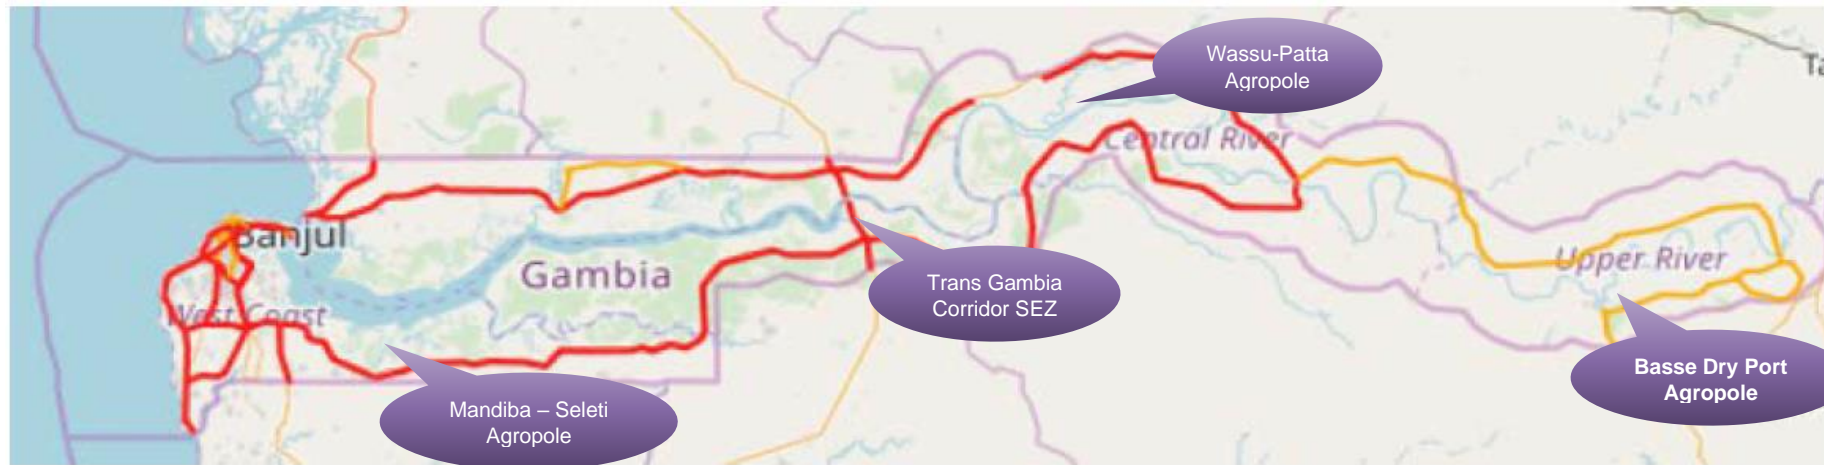 Wassu-Patta
Agropole
Ta
Central River
Banjul
Gambia
Upper River
Trans Gambia
Corridor SEZ
West Coast
Basse Dry Port
Agropole
Mandiba – Seleti
Agropole